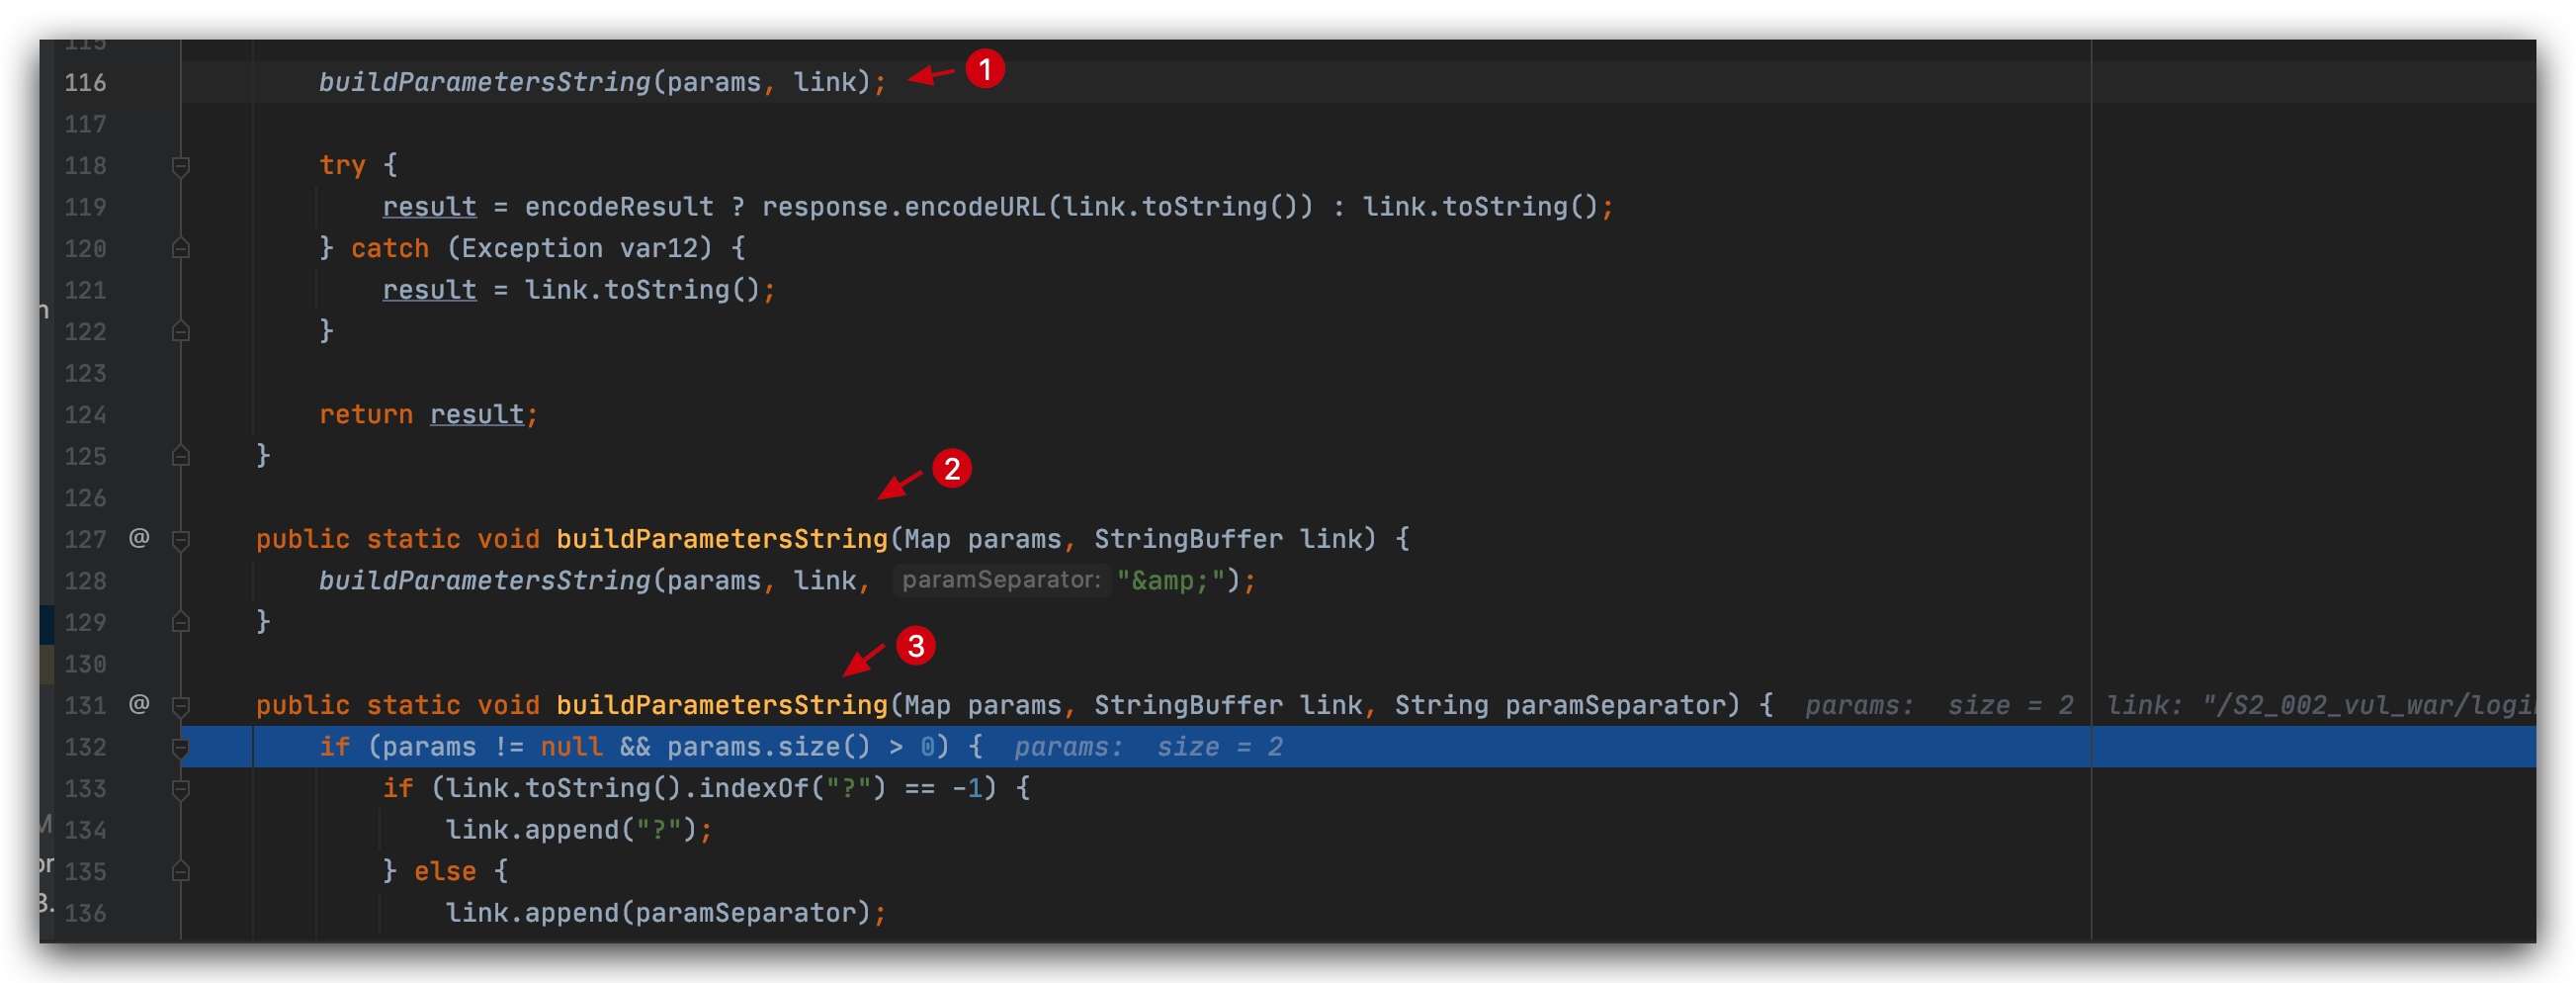 115
116 buildParametersString(params, link); 1
117
118 try {
119 result = encodeResult ? response.encodeURL(link.toString()) : link.toString();
120 } catch (Exception var12) {
121 result = link.toString();
122 }
123
124 return result;
125 }
126 2
127 @ public static void buildParametersString(Map params, StringBuffer link) {
128 buildParametersString(params, link, paramSeparator: "&amp;");
129 }
130 3
131 @ public static void buildParametersString(Map params, StringBuffer link, String paramSeparator) { params: size = 2 link: "/S2_002_vul_war/logi
132 if (params != null && params.size() > 0) { params: size = 2
133 if (link.toString().indexOf("?") == -1) {
134 link.append("?");
135 } else {
136 link.append(paramSeparator);